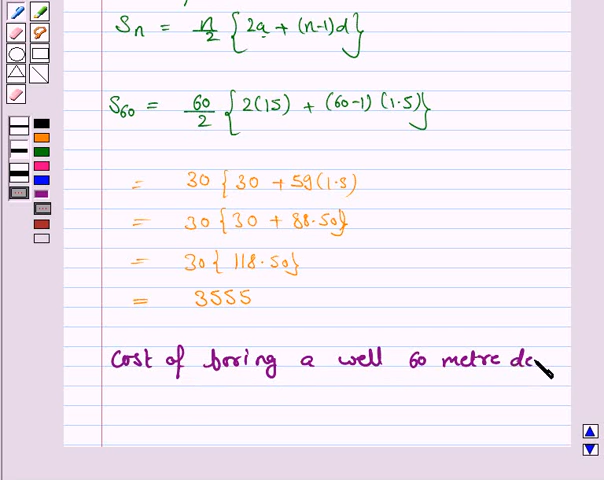 Sn = n/2 {2a + (n-1)d}
S60 = 60/2 {2(15) + (60-1)(1.5)}
= 30{30 + 59(1.5)
= 30{30 + 88.50}
= 30{118.50}
= 3555
Cost of boring a well 60 metre de